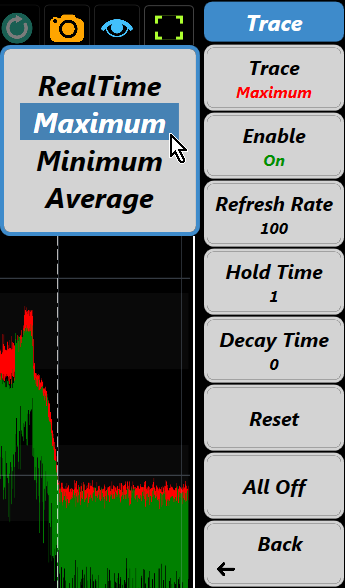 Trace
RealTime
Maximum
Minimum
Average
Trace
Maximum
Enable
On
Refresh Rate
100
Hold Time
1
Decay Time
0
Reset
All Off
Back